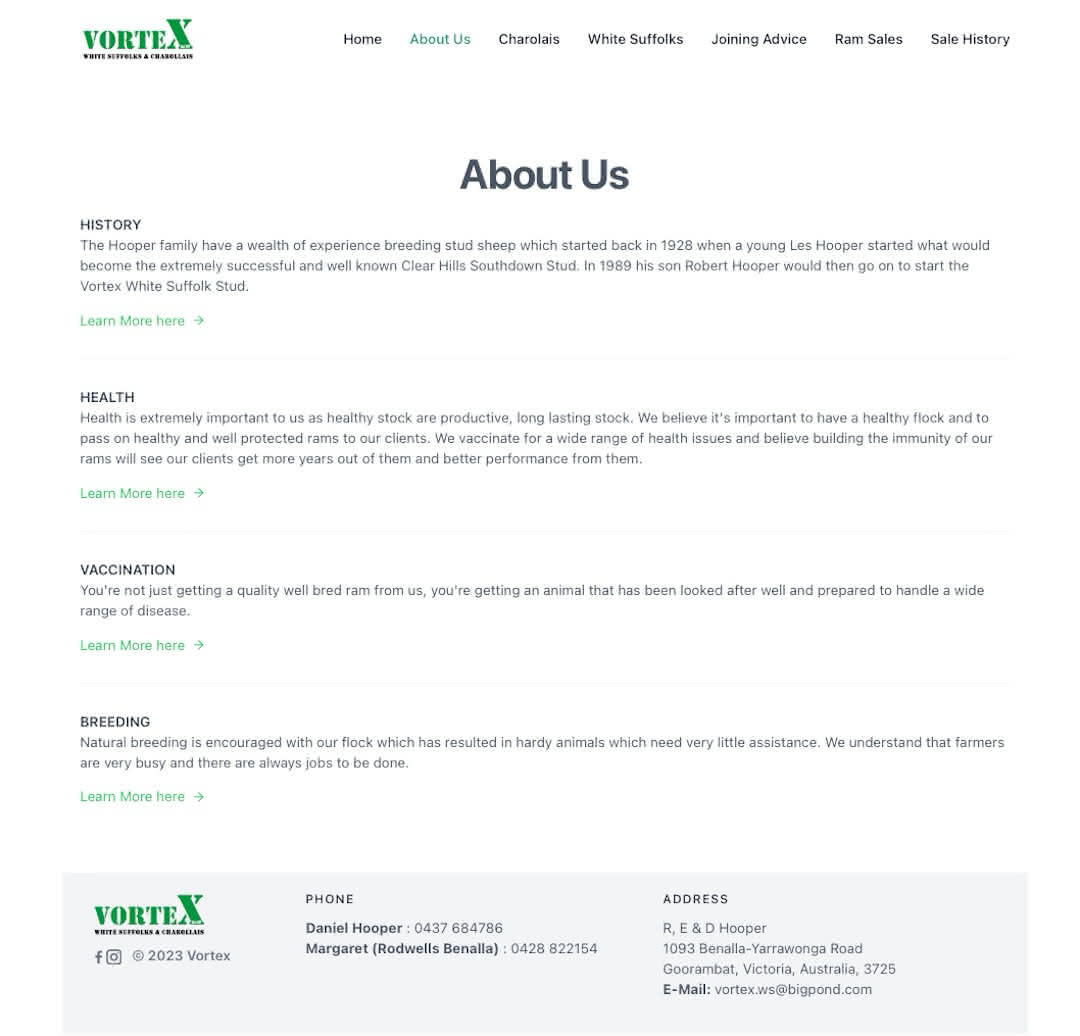 VORTEX
WHITE SUFFOLKS & CHAROLLAIS
Home About Us Charolais White Suffolks Joining Advice Ram Sales Sale History
About Us
HISTORY
The Hooper family have a wealth of experience breeding stud sheep which started back in 1928 when a young Les Hooper started what would
become the extremely successful and well known Clear Hills Southdown Stud. In 1989 his son Robert Hooper would then go on to start the
Vortex White Suffolk Stud.
Learn More here →
HEALTH
Health is extremely important to us as healthy stock are productive, long lasting stock. We believe it's important to have a healthy flock and to
pass on healthy and well protected rams to our clients. We vaccinate for a wide range of health issues and believe building the immunity of our
rams will see our clients get more years out of them and better performance from them.
Learn More here →
VACCINATION
You're not just getting a quality well bred ram from us, you're getting an animal that has been looked after well and prepared to handle a wide
range of disease.
Learn More here →
BREEDING
Natural breeding is encouraged with our flock which has resulted in hardy animals which need very little assistance. We understand that farmers
are very busy and there are always jobs to be done.
Learn More here →
VORTEX
WHITE SUFFOLKS & CHAROLLAIS
© 2023 Vortex
PHONE
Daniel Hooper : 0437 684786
Margaret (Rodwells Benalla) : 0428 822154
ADDRESS
R, E & D Hooper
1093 Benalla-Yarrawonga Road
Goorambat, Victoria, Australia, 3725
E-Mail: vortex.ws@bigpond.com